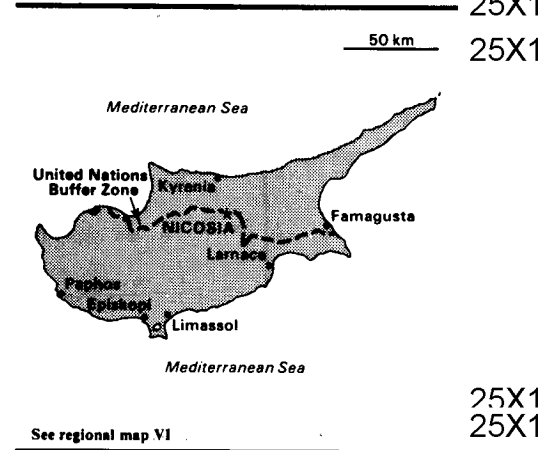 25X1
50 km
25X1
Mediterranean Sea
United Nations
Buffer Zone
Kyrenia
Famagusta
NICOSIA
Larnaca
Paphos
Episkopi
Limassol
Mediterranean Sea
25X1
25X1
See regional map VI